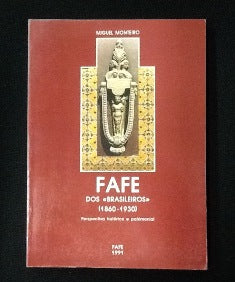 MIGUEL MONTEIRO
FAFE
DOS «BRASILEIROS»
(1860-1930)
Perspectiva histórica e patrimonial
FAFE
1991